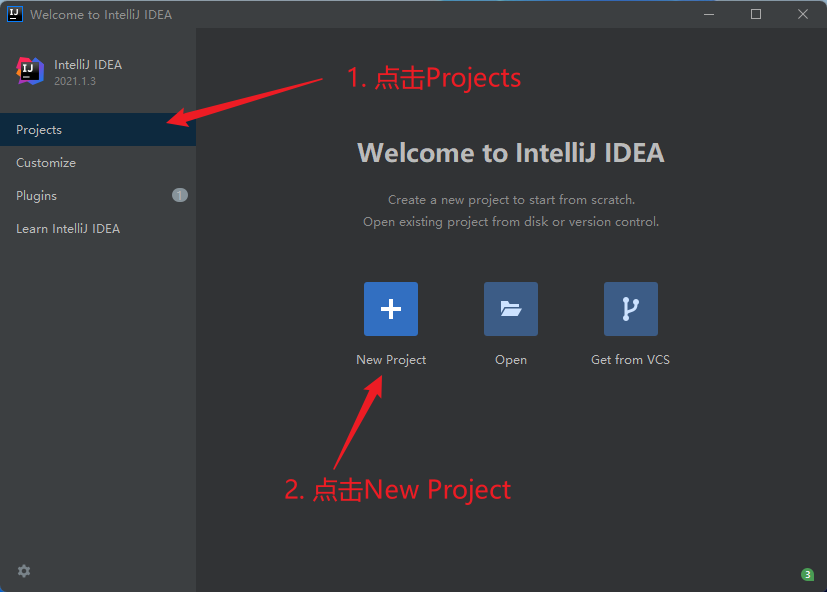 Welcome to IntelliJ IDEA
IntelliJ IDEA
2021.1.3
1. 点击Projects
Projects
Customize
Plugins
1
Learn IntelliJ IDEA
Welcome to IntelliJ IDEA
Create a new project to start from scratch.
Open existing project from disk or version control.
New Project
Open
Get from VCS
2. 点击New Project
3